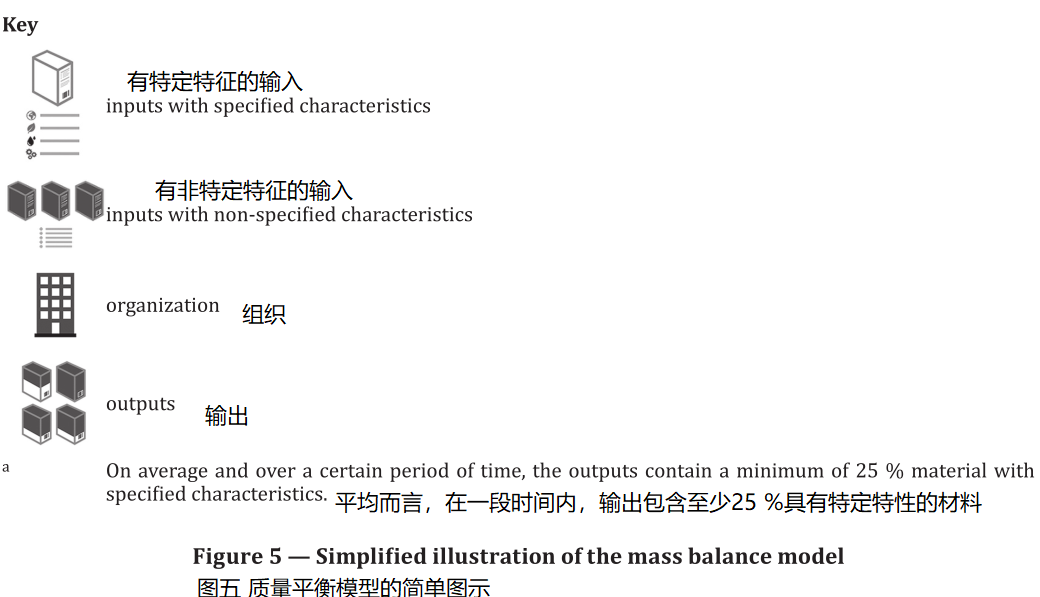 Key
有特定特征的输入
inputs with specified characteristics
有非特定特征的输入
inputs with non-specified characteristics
organization 组织
outputs 输出
a On average and over a certain period of time, the outputs contain a minimum of 25 % material with
specified characteristics. 平均而言，在一段时间内，输出包含至少25 %具有特定特性的材料
Figure 5 — Simplified illustration of the mass balance model
图五 质量平衡模型的简单图示